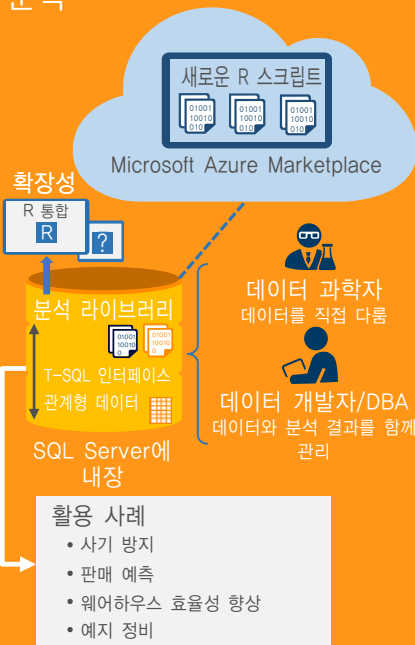 분석
새로운 R 스크립트
01001
10010
010
01001
10010
010
01001
10010
010
Microsoft Azure Marketplace
확장성
R 통합
R
?
분석 라이브러리
01001
10010
0
01001
10010
0
T-SQL 인터페이스
관계형 데이터
SQL Server에
내장
데이터 과학자
데이터를 직접 다룸
데이터 개발자/DBA
데이터와 분석 결과를 함께
관리
활용 사례
• 사기 방지
• 판매 예측
• 웨어하우스 효율성 향상
• 예지 정비